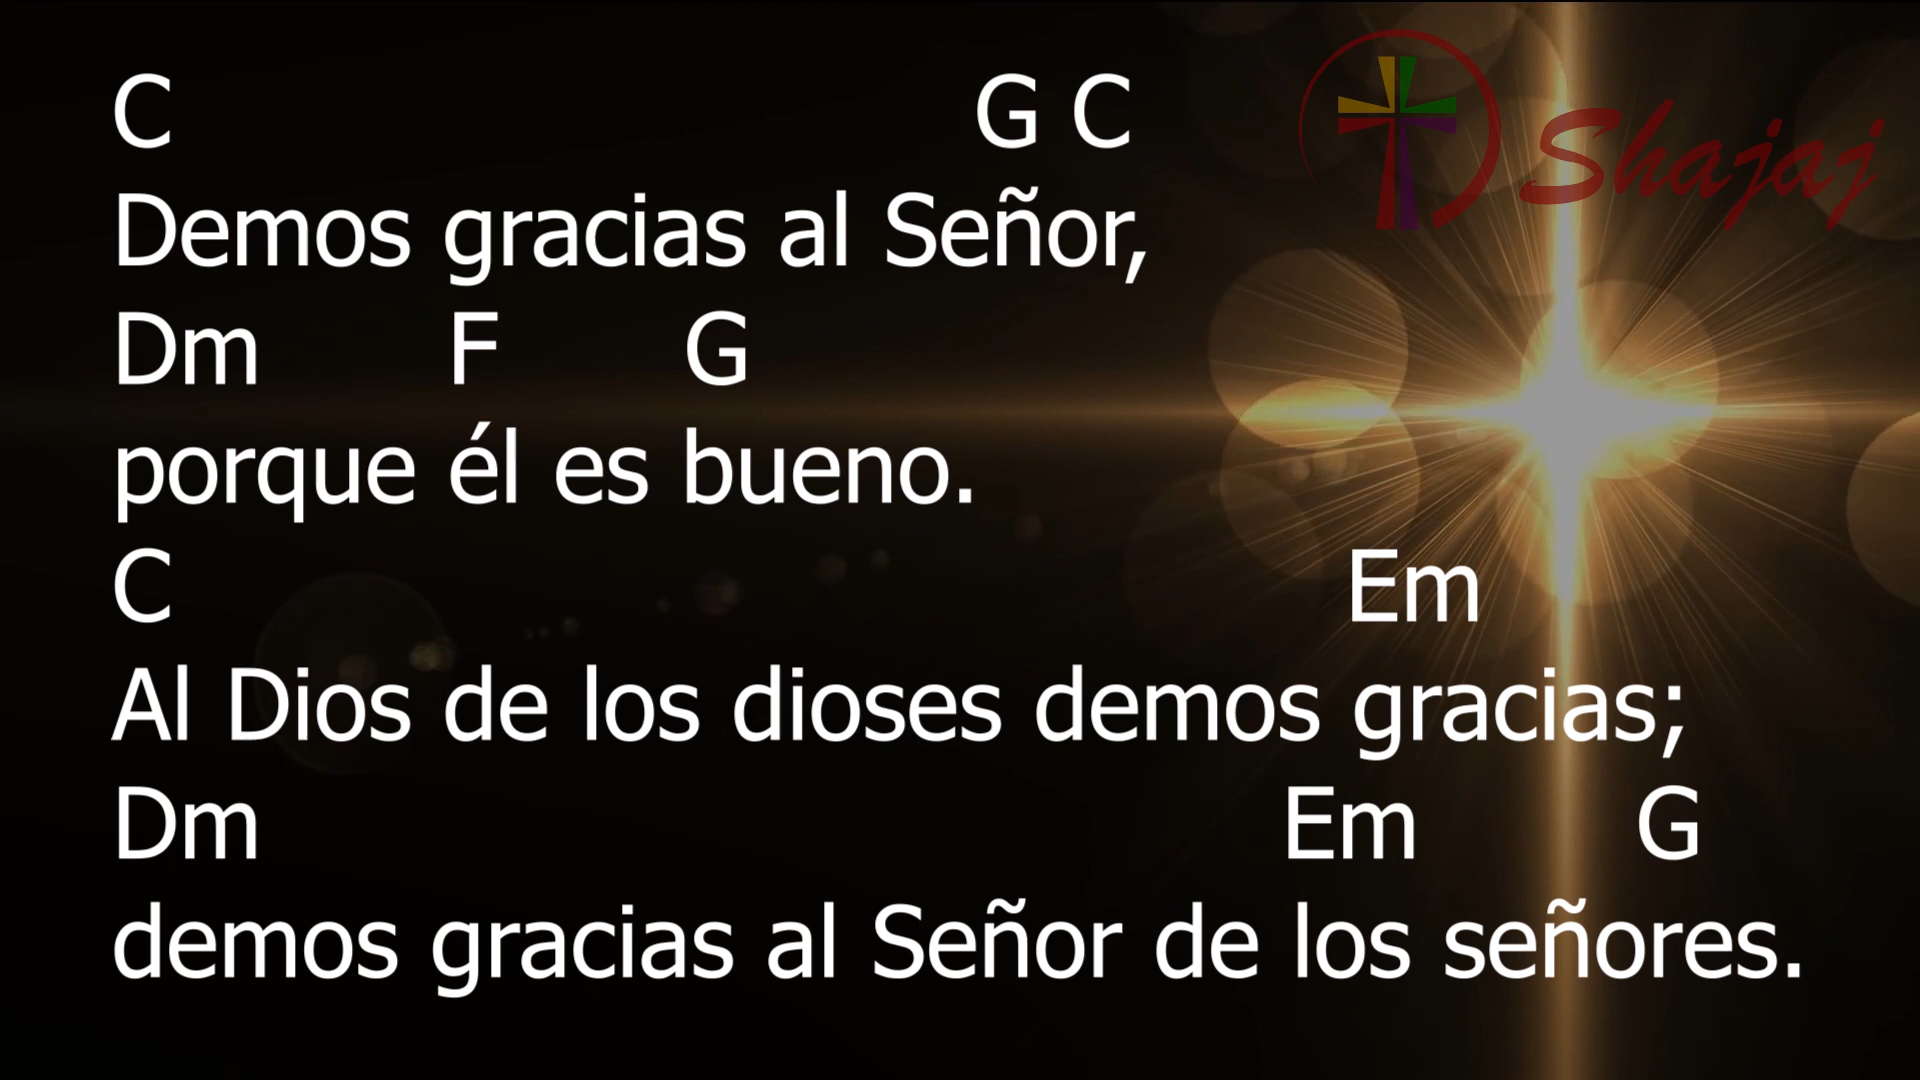 C G C
Shajaj
Demos gracias al Señor,
Dm F G
porque él es bueno.
C Em
Al Dios de los dioses demos gracias;
Dm Em G
demos gracias al Señor de los señores.